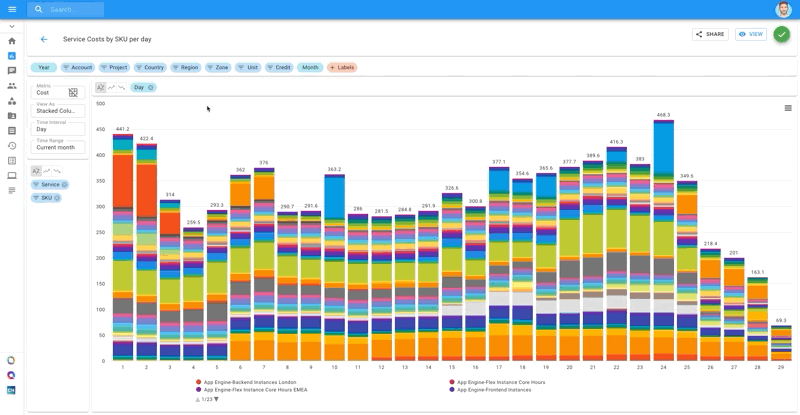 Search...
Service Costs by SKU per day
SHARE
VIEW
Year Account Project Country Region Zone Unit Credit Month + Labels
Metric
Cost
View As
Stacked Colu...
Time Interval
Day
Time Range
Current month
Service
SKU
Day
500
450
400
350
300
250
200
150
100
50
0
441.2 422.4 314 259.5 293.3 362 376 290.7 291.6 363.2 286 281.5 284.8 291.9 326.6 300.8 377.1 354.6 365.6 377.7 389.6 416.3 383 468.3 349.6 218.4 201 163.1 69.3
1 2 3 4 5 6 7 8 9 10 11 12 13 14 15 16 17 18 19 20 21 22 23 24 25 26 27 28 29
App Engine-Backend Instances London
App Engine-Flex Instance Core Hours
App Engine-Flex Instance Core Hours EMEA
App Engine-Frontend Instances
1/23